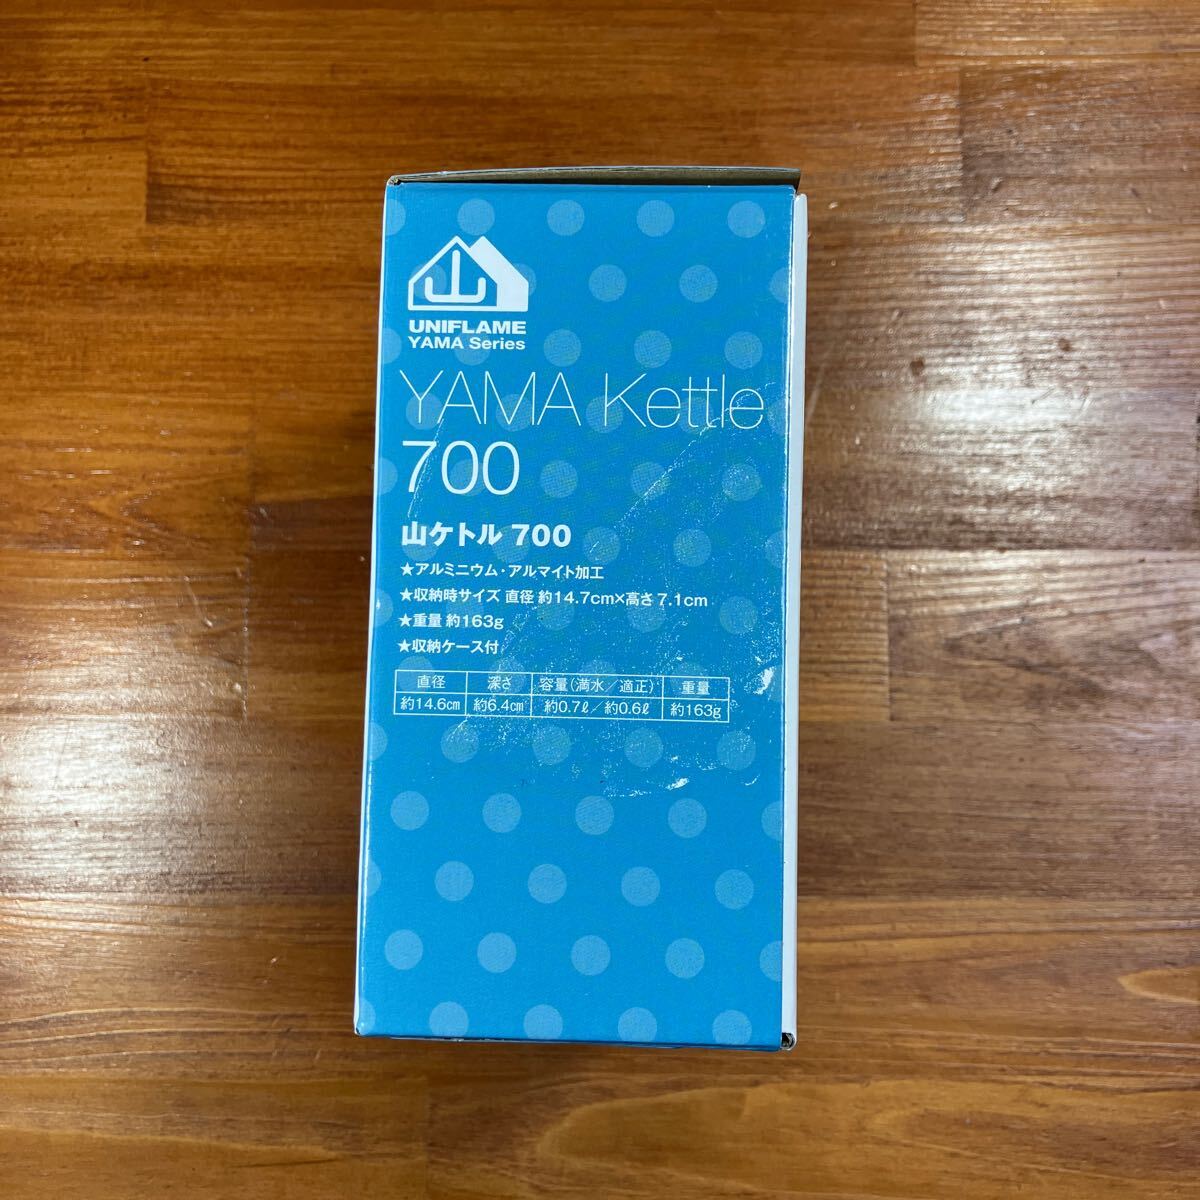 山
UNIFLAME
YAMA Series
YAMA Kettle
700
山ケトル 700
★アルミニウム・アルマイト加工
★収納時サイズ 直径 約14.7cm×高さ 7.1cm
★重量 約163g
★収納ケース付
直径 深さ 容量(満水／適正) 重量
約14.6㎝ 約6.4㎝ 約0.7ℓ／約0.6ℓ 約163g